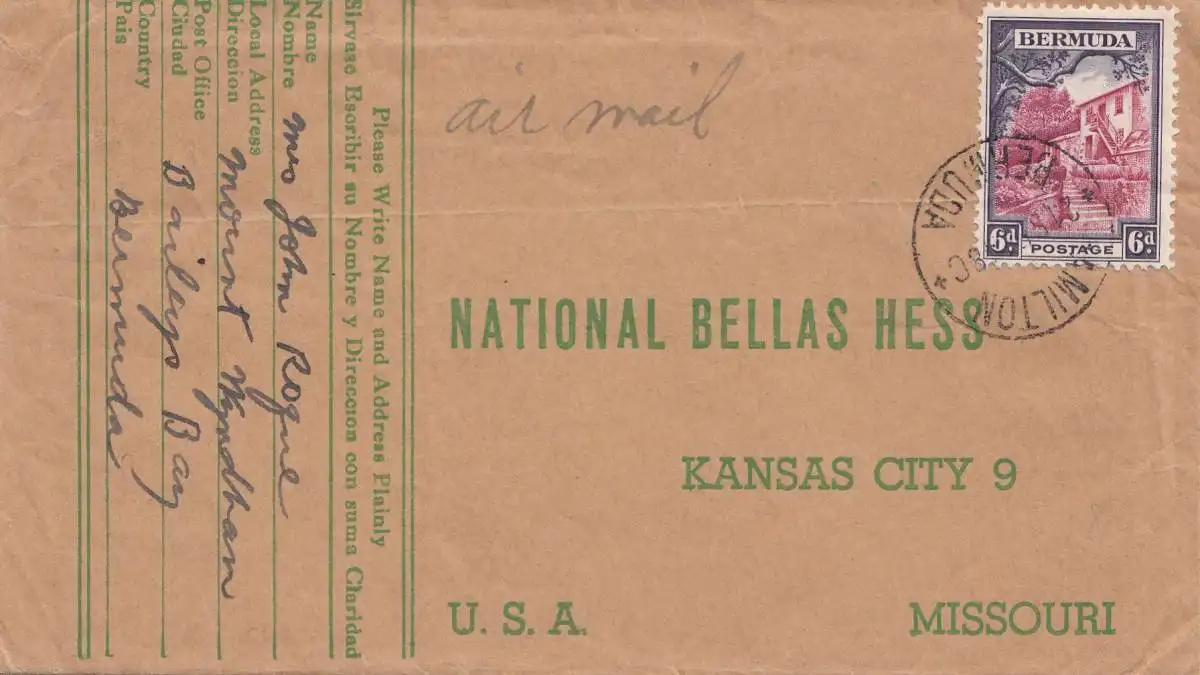 Please Write Name and Address Plainly
Sirvase Escribir su Nombre y Direccion con suma Claridad
Name
Nombre Mrs John Rogue
Local Address
Direccion Mount Wyndham
Post Office
Ciudad Baileys Bay
Country
Pais Bermuda
air mail
BERMUDA
6d POSTAGE 6d
HAMILTON
BERMUDA
NATIONAL BELLAS HESS
KANSAS CITY 9
U. S. A. MISSOURI